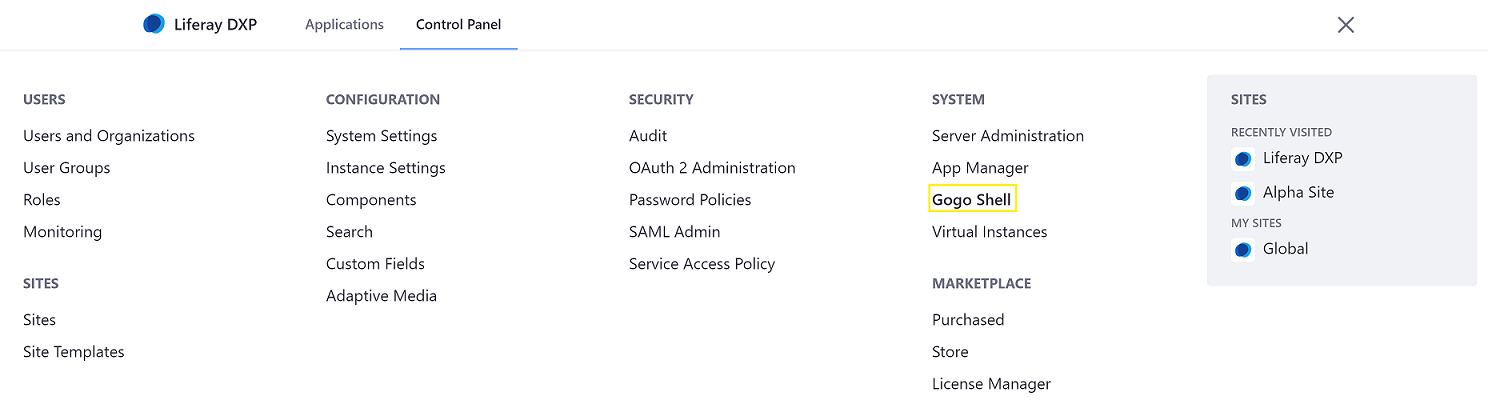 Liferay DXP
Applications
Control Panel
USERS
Users and Organizations
User Groups
Roles
Monitoring
SITES
Sites
Site Templates
CONFIGURATION
System Settings
Instance Settings
Components
Search
Custom Fields
Adaptive Media
SECURITY
Audit
OAuth 2 Administration
Password Policies
SAML Admin
Service Access Policy
SYSTEM
Server Administration
App Manager
Gogo Shell
Virtual Instances
MARKETPLACE
Purchased
Store
License Manager
SITES
RECENTLY VISITED
Liferay DXP
Alpha Site
MY SITES
Global